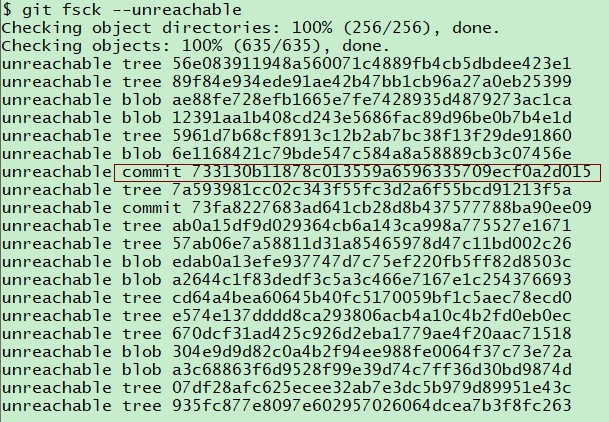 $ git fsck --unreachable
Checking object directories: 100% (256/256), done.
Checking objects: 100% (635/635), done.
unreachable tree 56e083911948a560071c4889fb4cb5dbdee423e1
unreachable tree 89f84e934ede91ae42b47bb1cb96a27a0eb25399
unreachable blob ae88fe728efb1665e7fe7428935d4879273ac1ca
unreachable blob 12391aa1b408cd243e5686fac89d96be0b7b4e1d
unreachable tree 5961d7b68cf8913c12b2ab7bc38f13f29de91860
unreachable blob 6e1168421c79bde547c584a8a58889cb3c07456e
unreachable commit 733130b11878c013559a6596335709ecf0a2d015
unreachable tree 7a593981cc02c343f55fc3d2a6f55bcd91213f5a
unreachable commit 73fa8227683ad641cb28d8b437577788ba90ee09
unreachable tree ab0a15df9d029364cb6a143ca998a775527e1671
unreachable tree 57ab06e7a58811d31a85465978d47c11bd002c26
unreachable blob edab0a13efe937747d7c75ef220fb5ff82d8503c
unreachable blob a2644c1f83dedf3c5a3c466e7167e1c254376693
unreachable tree cd64a4bea60645b40fc5170059bf1c5aec78ecd0
unreachable tree e574e137dddd8ca293806acb4a10c4b2fd0eb0ec
unreachable tree 670dcf31ad425c926d2eba1779ae4f20aac71518
unreachable blob 304e9d9d82c0a4b2f94ee988fe0064f37c73e72a
unreachable blob a3c68863f6d9528f99e39d74c7ff36d30bd9874d
unreachable tree 07df28afc625ecee32ab7e3dc5b979d89951e43c
unreachable tree 935fc877e8097e602957026064dcea7b3f8fc263